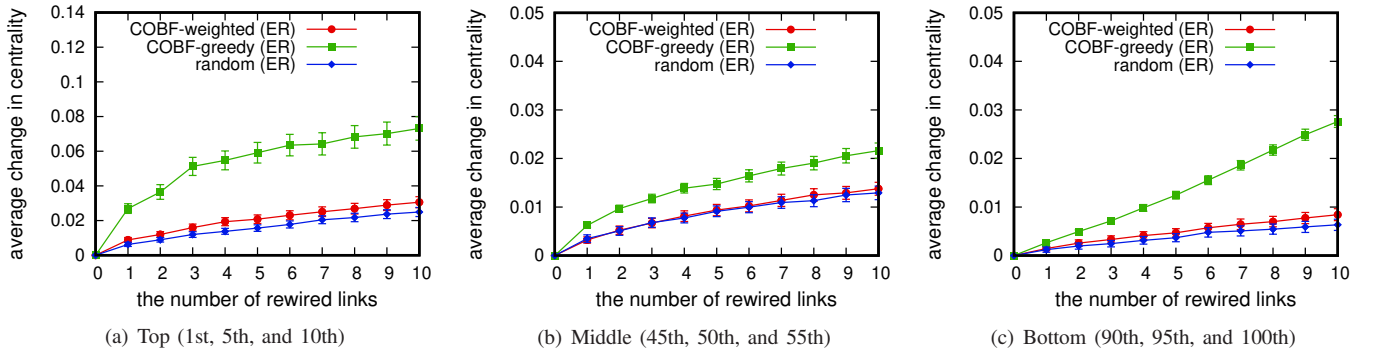 average change in centrality
0.14
0.12
0.1
0.08
0.06
0.04
0.02
0
COBF-weighted (ER)
COBF-greedy (ER)
random (ER)
0 1 2 3 4 5 6 7 8 9 10
the number of rewired links
(a) Top (1st, 5th, and 10th)
average change in centrality
0.05
0.04
0.03
0.02
0.01
0
COBF-weighted (ER)
COBF-greedy (ER)
random (ER)
0 1 2 3 4 5 6 7 8 9 10
the number of rewired links
(b) Middle (45th, 50th, and 55th)
average change in centrality
0.05
0.04
0.03
0.02
0.01
0
COBF-weighted (ER)
COBF-greedy (ER)
random (ER)
0 1 2 3 4 5 6 7 8 9 10
the number of rewired links
(c) Bottom (90th, 95th, and 100th)